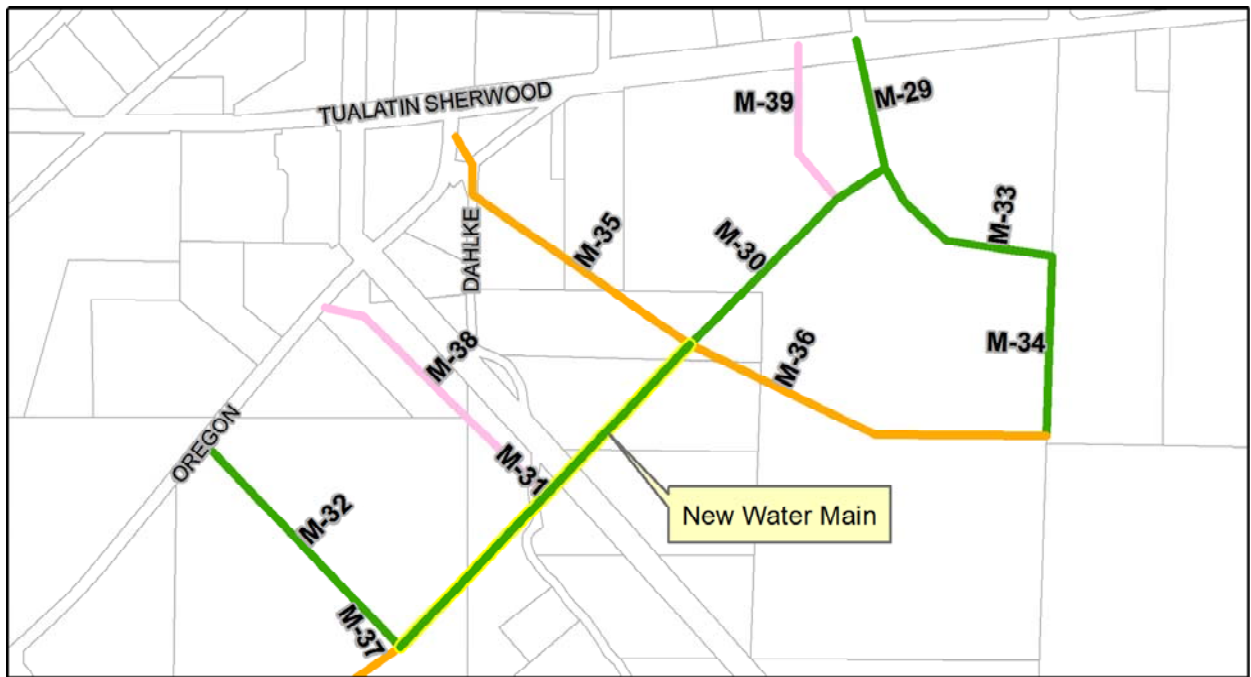 TUALATIN SHERWOOD
M-39
M-29
M-33
DAHLKE
M-35
M-30
M-38
M-36
M-34
OREGON
M-31
M-32
New Water Main
M-37